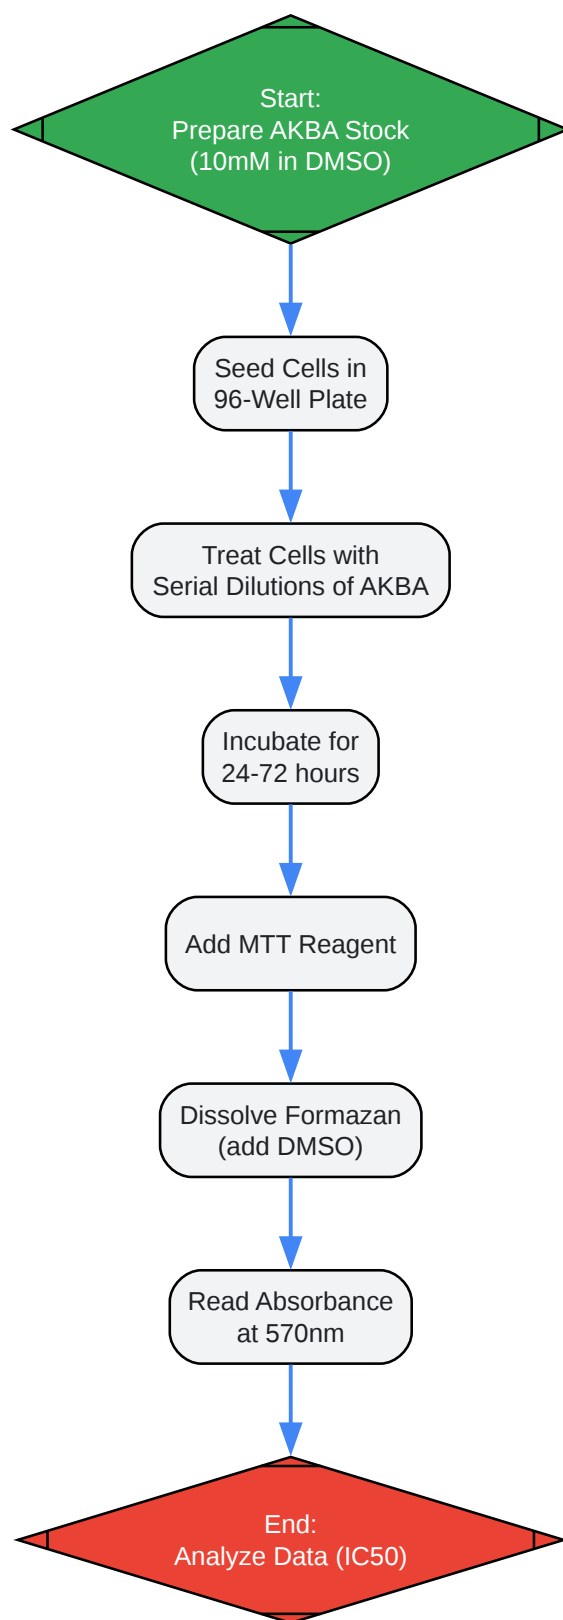 Start:
Prepare AKBA Stock
(10mM in DMSO)
Seed Cells in
96-Well Plate
Treat Cells with
Serial Dilutions of AKBA
Incubate for
24-72 hours
Add MTT Reagent
Dissolve Formazan
(add DMSO)
Read Absorbance
at 570nm
End:
Analyze Data (IC50)